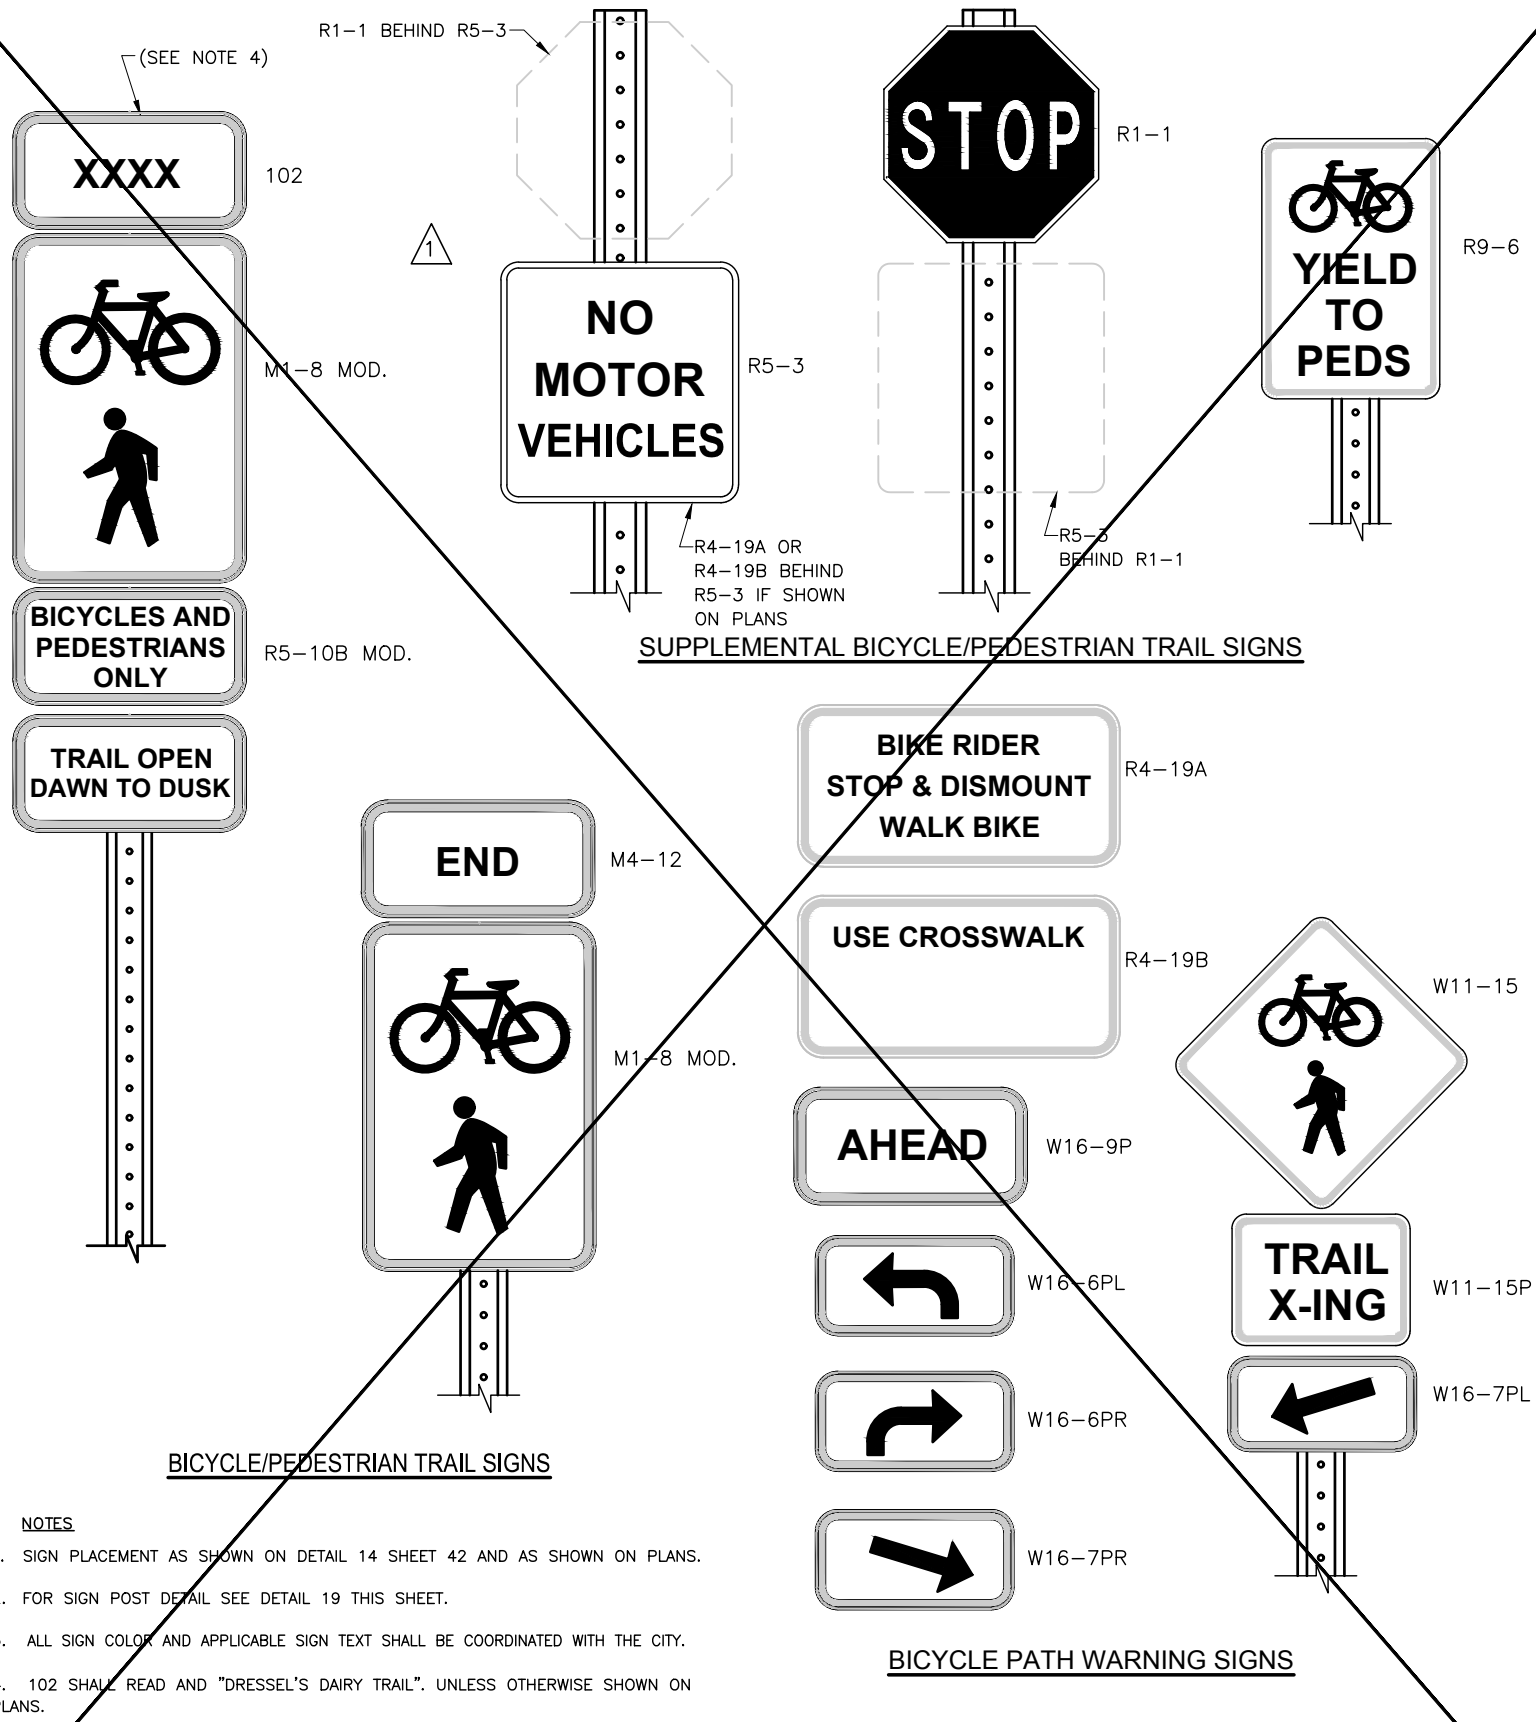 (SEE NOTE 4)
XXXX
102
M1-8 MOD.
BICYCLES AND
PEDESTRIANS
ONLY
R5-10B MOD.
TRAIL OPEN
DAWN TO DUSK
END
M4-12
M1-8 MOD.
BICYCLE/PEDESTRIAN TRAIL SIGNS
R1-1 BEHIND R5-3
1
NO
MOTOR
VEHICLES
R5-3
R4-19A OR
R4-19B BEHIND
R5-3 IF SHOWN
ON PLANS
STOP
R1-1
R5-3
BEHIND R1-1
YIELD
TO
PEDS
R9-6
SUPPLEMENTAL BICYCLE/PEDESTRIAN TRAIL SIGNS
BIKE RIDER
STOP & DISMOUNT
WALK BIKE
R4-19A
USE CROSSWALK
R4-19B
AHEAD
W16-9P
W16-6PL
W16-6PR
W16-7PR
W11-15
TRAIL
X-ING
W11-15P
W16-7PL
BICYCLE PATH WARNING SIGNS
NOTES
. SIGN PLACEMENT AS SHOWN ON DETAIL 14 SHEET 42 AND AS SHOWN ON PLANS.
. FOR SIGN POST DETAIL SEE DETAIL 19 THIS SHEET.
. ALL SIGN COLOR AND APPLICABLE SIGN TEXT SHALL BE COORDINATED WITH THE CITY.
. 102 SHALL READ AND "DRESSEL'S DAIRY TRAIL". UNLESS OTHERWISE SHOWN ON
PLANS.